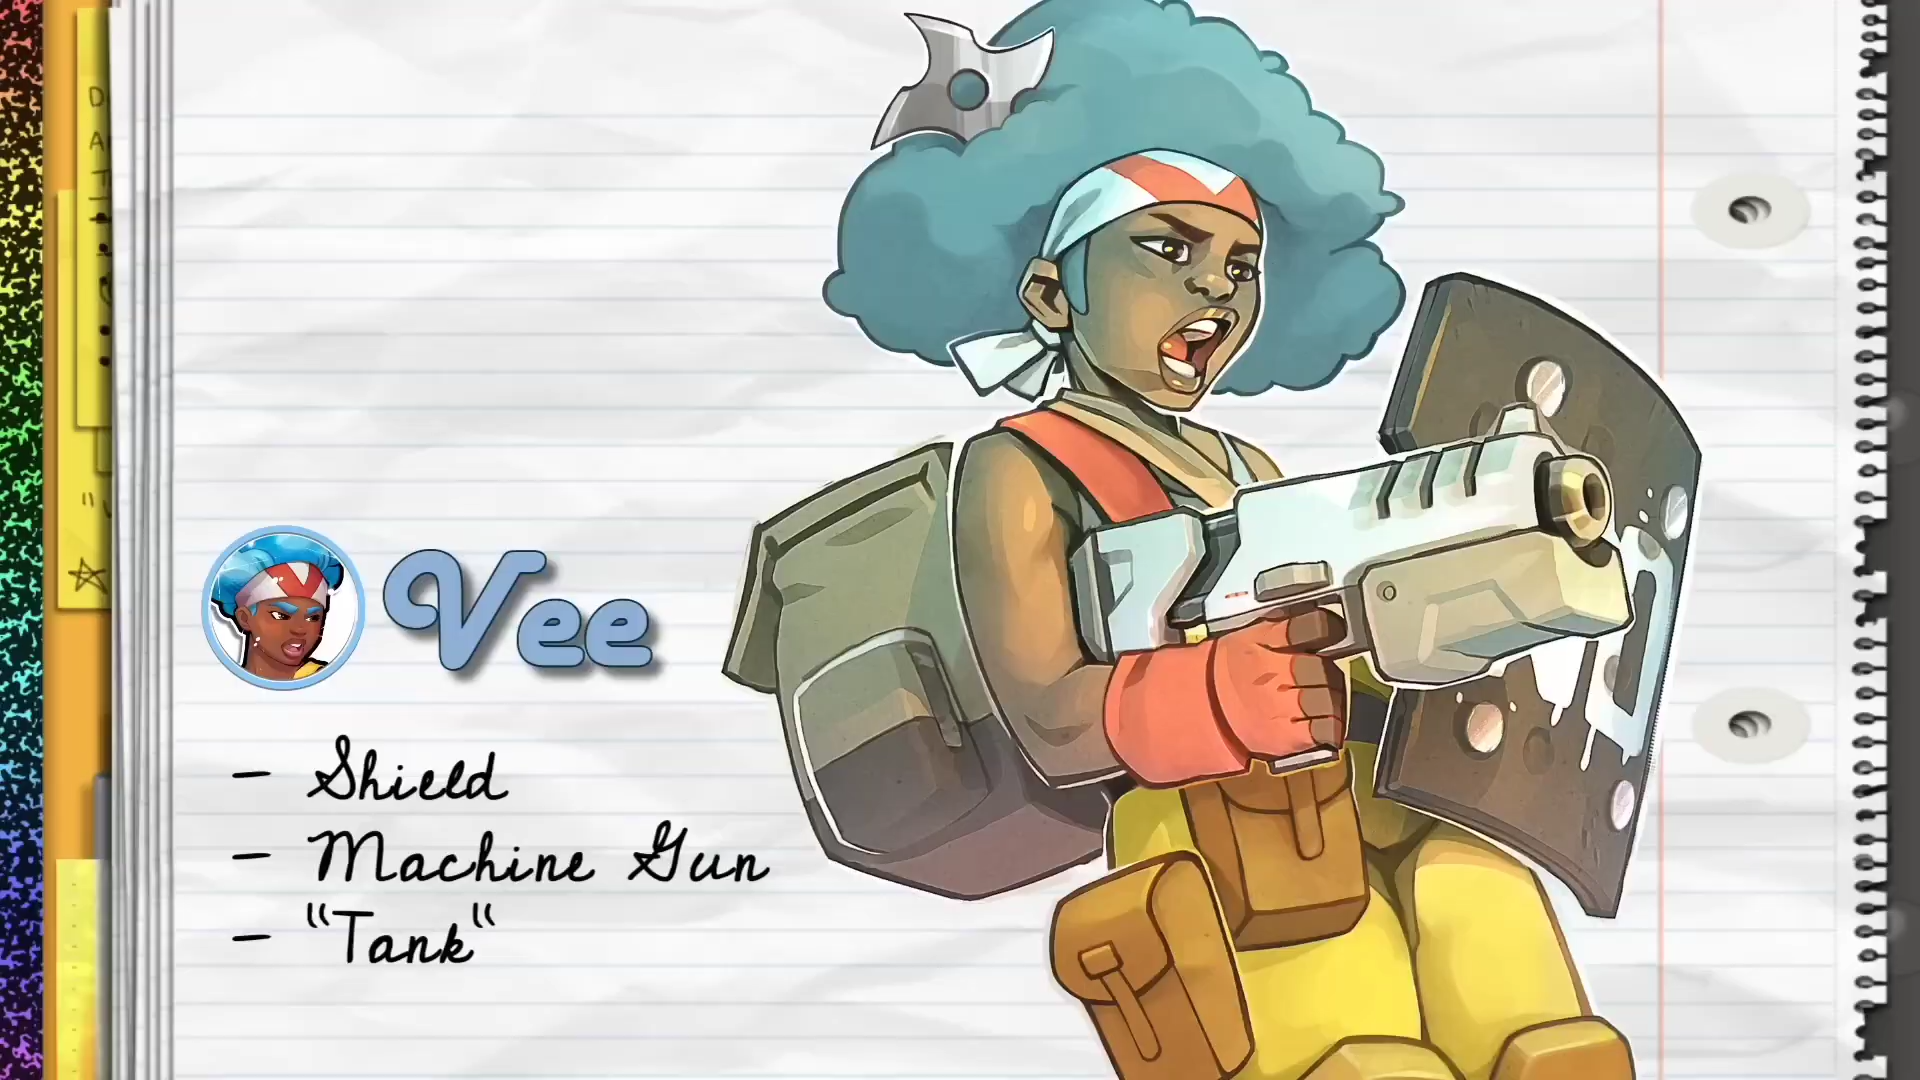 Vee
- Shield
- Machine Gun
- "Tank"